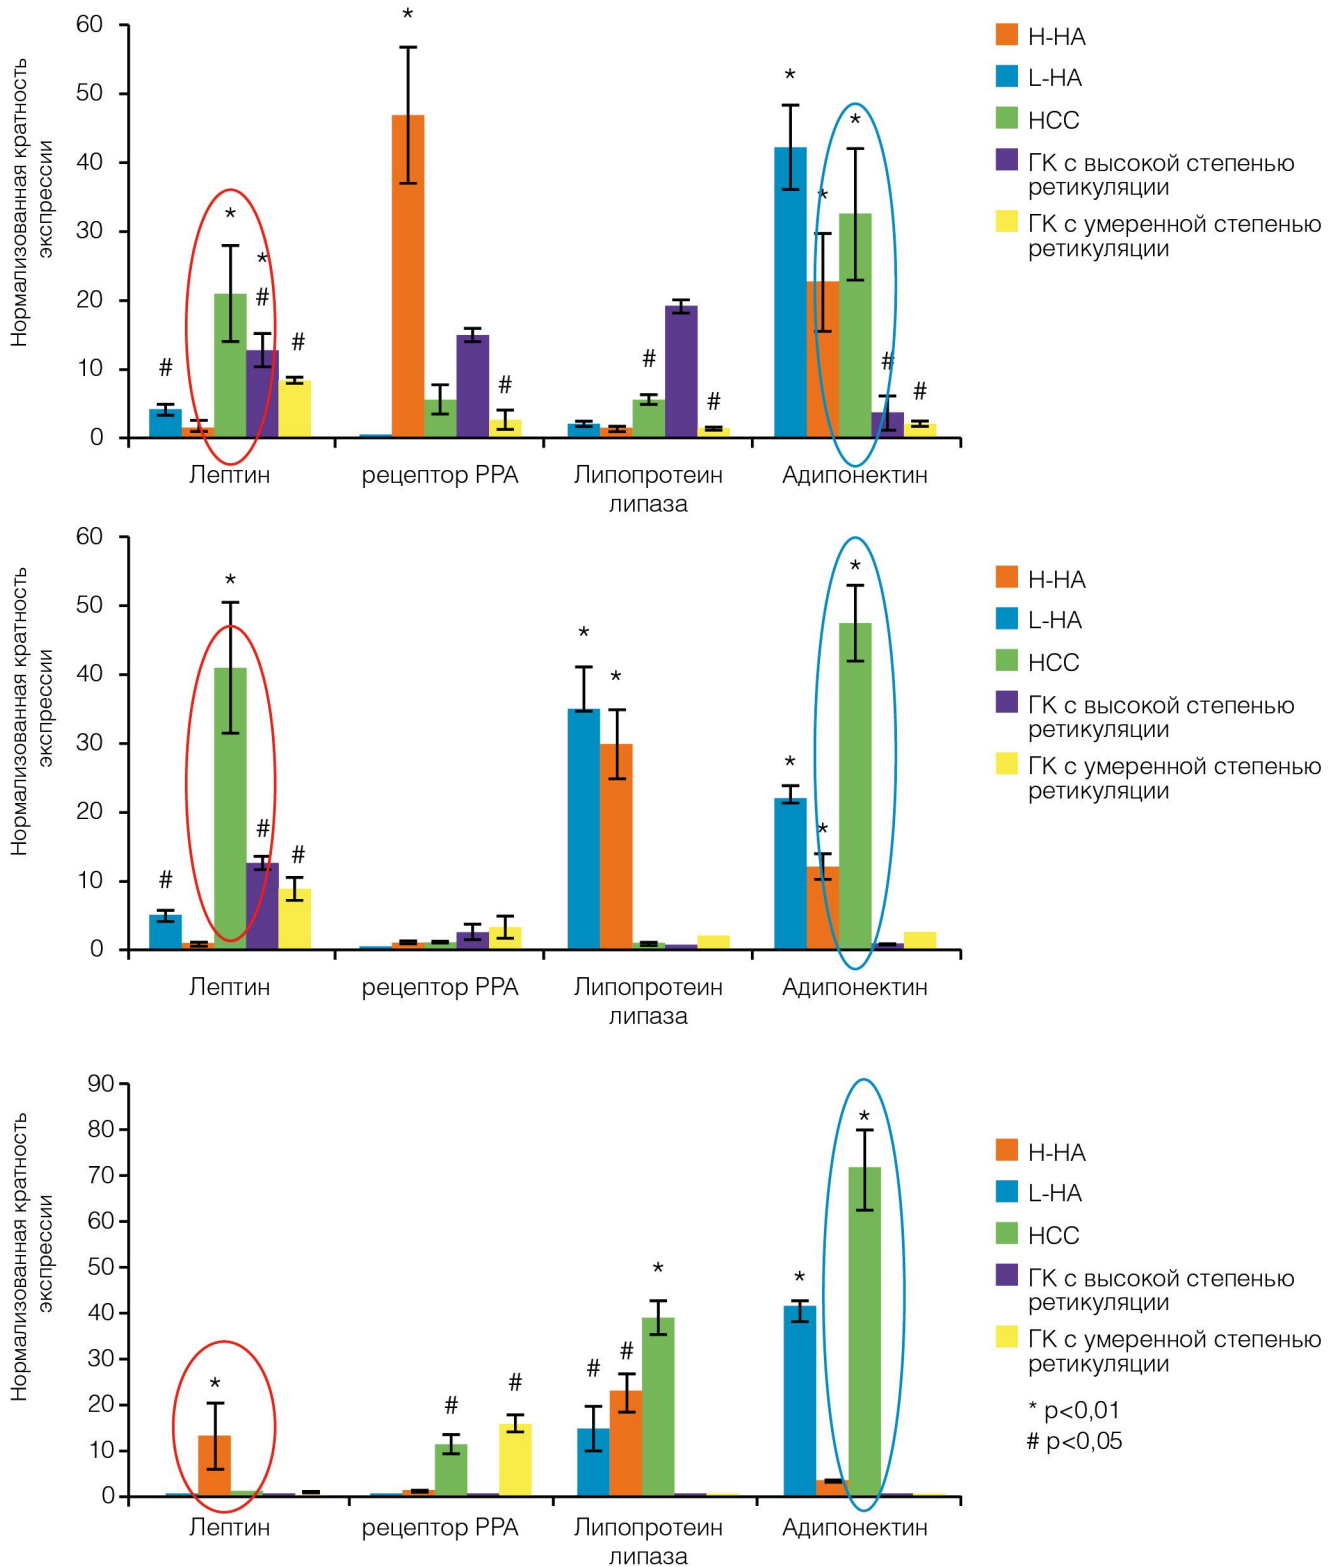 Нормализованная кратность
экспрессии
60
50
40
30
20
10
0
*
*
#
*
#
#
*
#
#
#
*
*
*
#
#
Лептин
рецептор PPA
Липопротеин
липаза
Адипонектин
H-HA
L-HA
HCC
ГК с высокой степенью
ретикуляции
ГК с умеренной степенью
ретикуляции
Нормализованная кратность
экспрессии
60
50
40
30
20
10
0
#
*
#
#
*
*
*
*
*
Лептин
рецептор PPA
Липопротеин
липаза
Адипонектин
H-HA
L-HA
HCC
ГК с высокой степенью
ретикуляции
ГК с умеренной степенью
ретикуляции
Нормализованная кратность
экспрессии
90
80
70
60
50
40
30
20
10
0
*
#
#
#
#
*
*
*
Лептин
рецептор PPA
Липопротеин
липаза
Адипонектин
H-HA
L-HA
HCC
ГК с высокой степенью
ретикуляции
ГК с умеренной степенью
ретикуляции
* p<0,01
# p<0,05